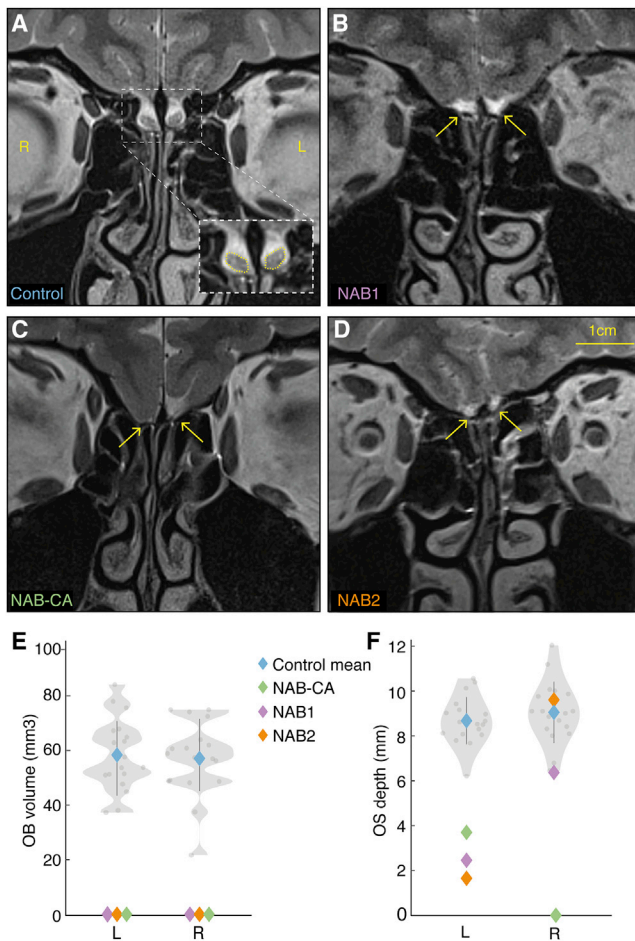 A
R
L
Control
B
NAB1
C
NAB-CA
D
1cm
NAB2
E
100
80
60
40
20
0
OB volume (mm3)
L
R
Control mean
NAB-CA
NAB1
NAB2
F
12
10
8
6
4
2
0
OS depth (mm)
L
R